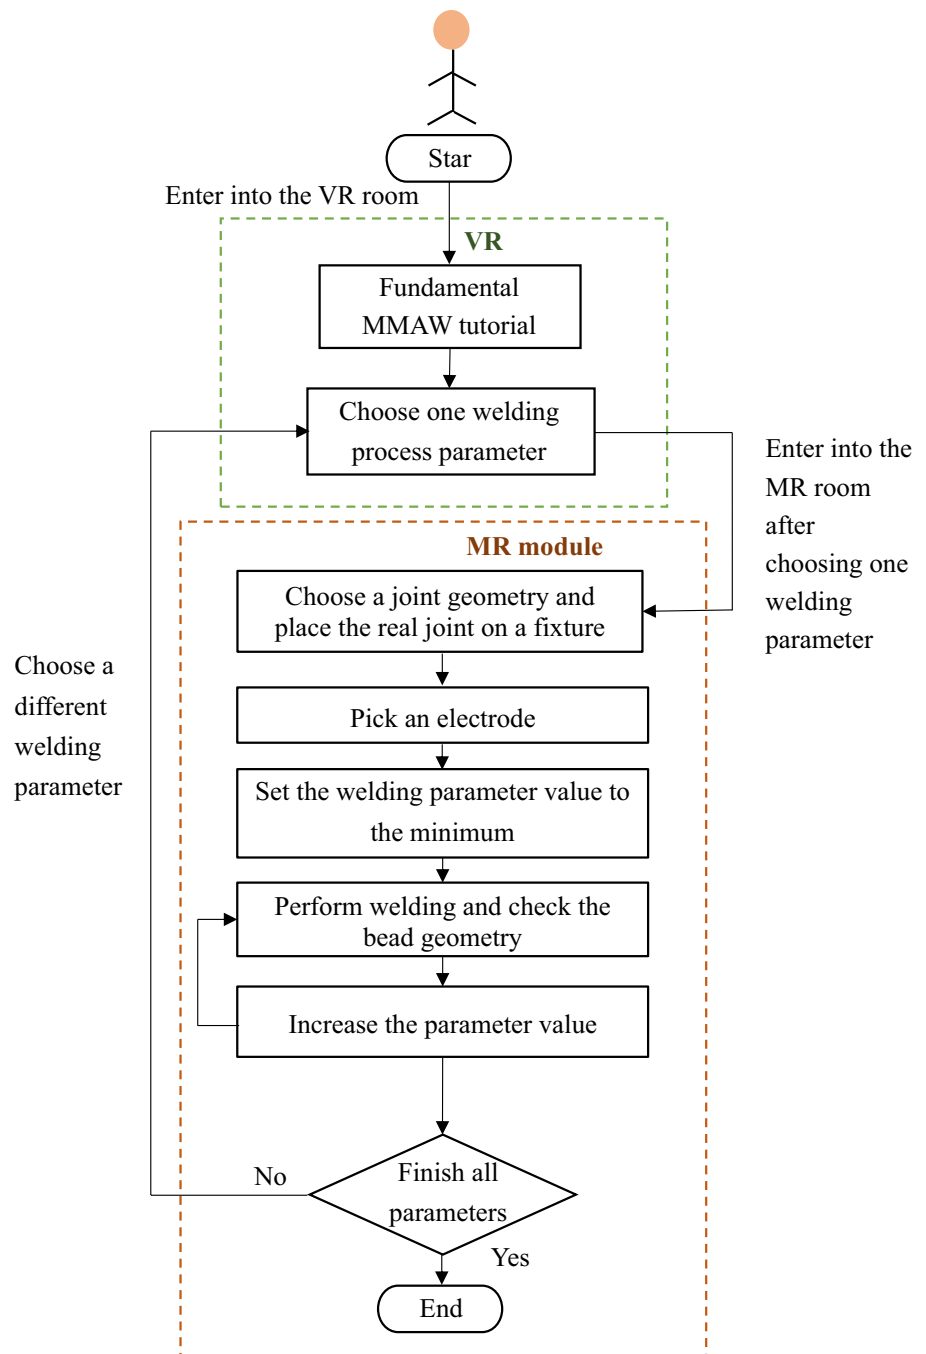 Star
Enter into the VR room
VR
Fundamental
MMAW tutorial
Choose one welding
process parameter
Enter into the
MR room
after
choosing one
welding
parameter
MR module
Choose a joint geometry and
place the real joint on a fixture
Pick an electrode
Set the welding parameter value to
the minimum
Perform welding and check the
bead geometry
Increase the parameter value
Choose a
different
welding
parameter
No
Finish all
parameters
Yes
End